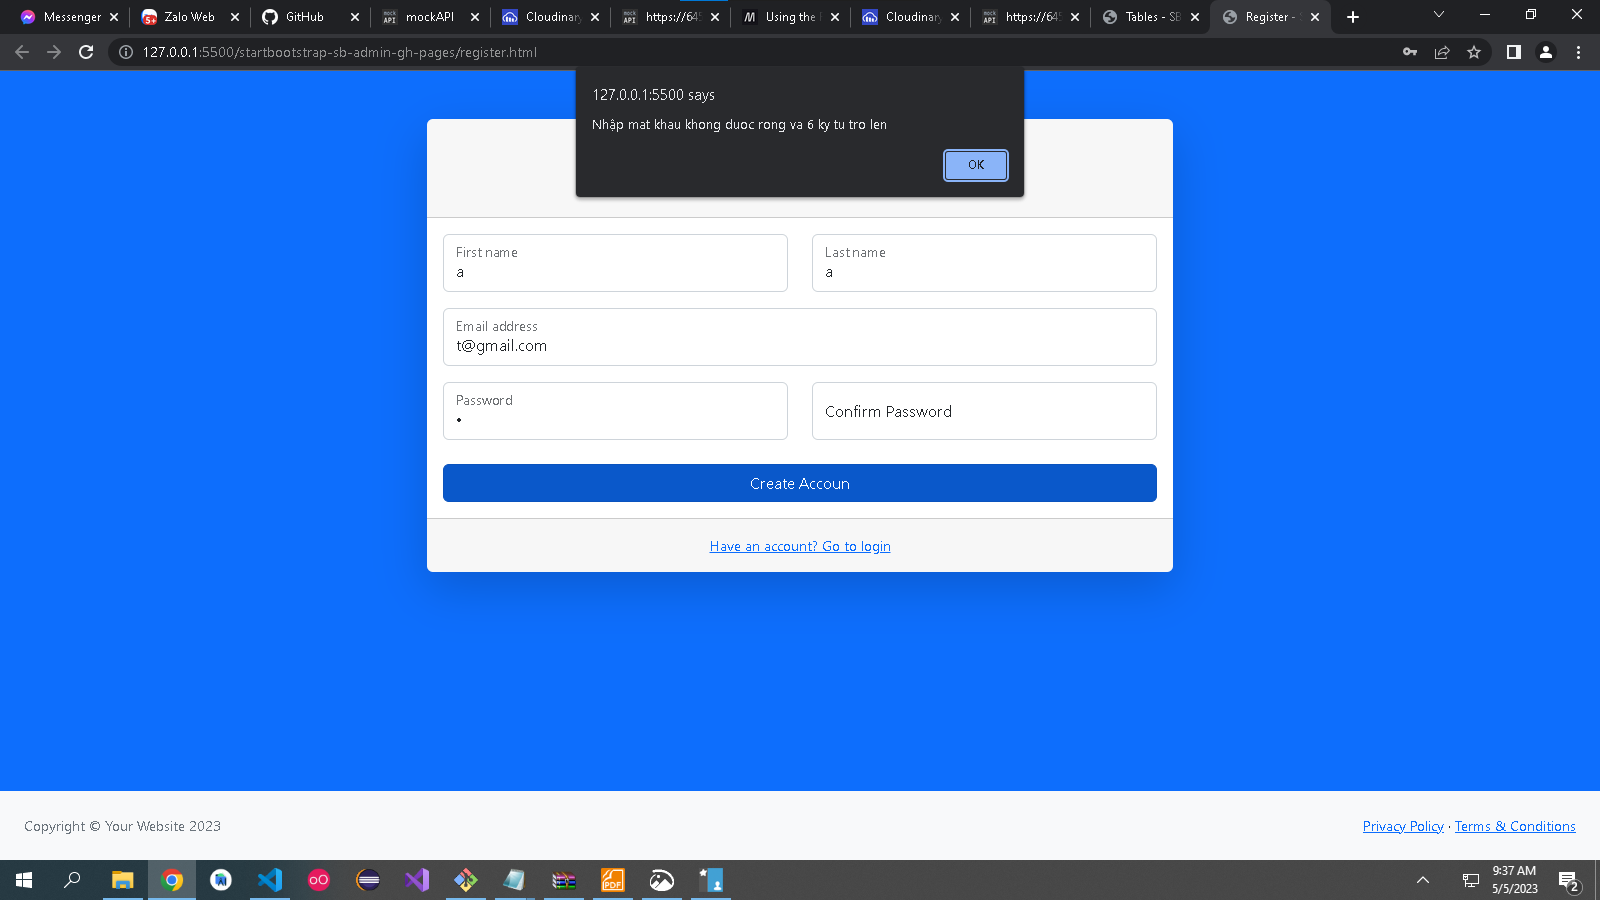 Messenger
Zalo Web
GitHub
mockAPI
Cloudinary
https://645
Using the
Cloudinary
https://645
Tables - SB
Register -
127.0.0.1:5500/startbootstrap-sb-admin-gh-pages/register.html
127.0.0.1:5500 says
Nhập mat khau khong duoc rong va 6 ky tu tro len
OK
First name
a
Last name
a
Email address
t@gmail.com
Password
•
Confirm Password
Create Accoun
Have an account? Go to login
Copyright © Your Website 2023
Privacy Policy · Terms & Conditions
9:37 AM
5/5/2023
2